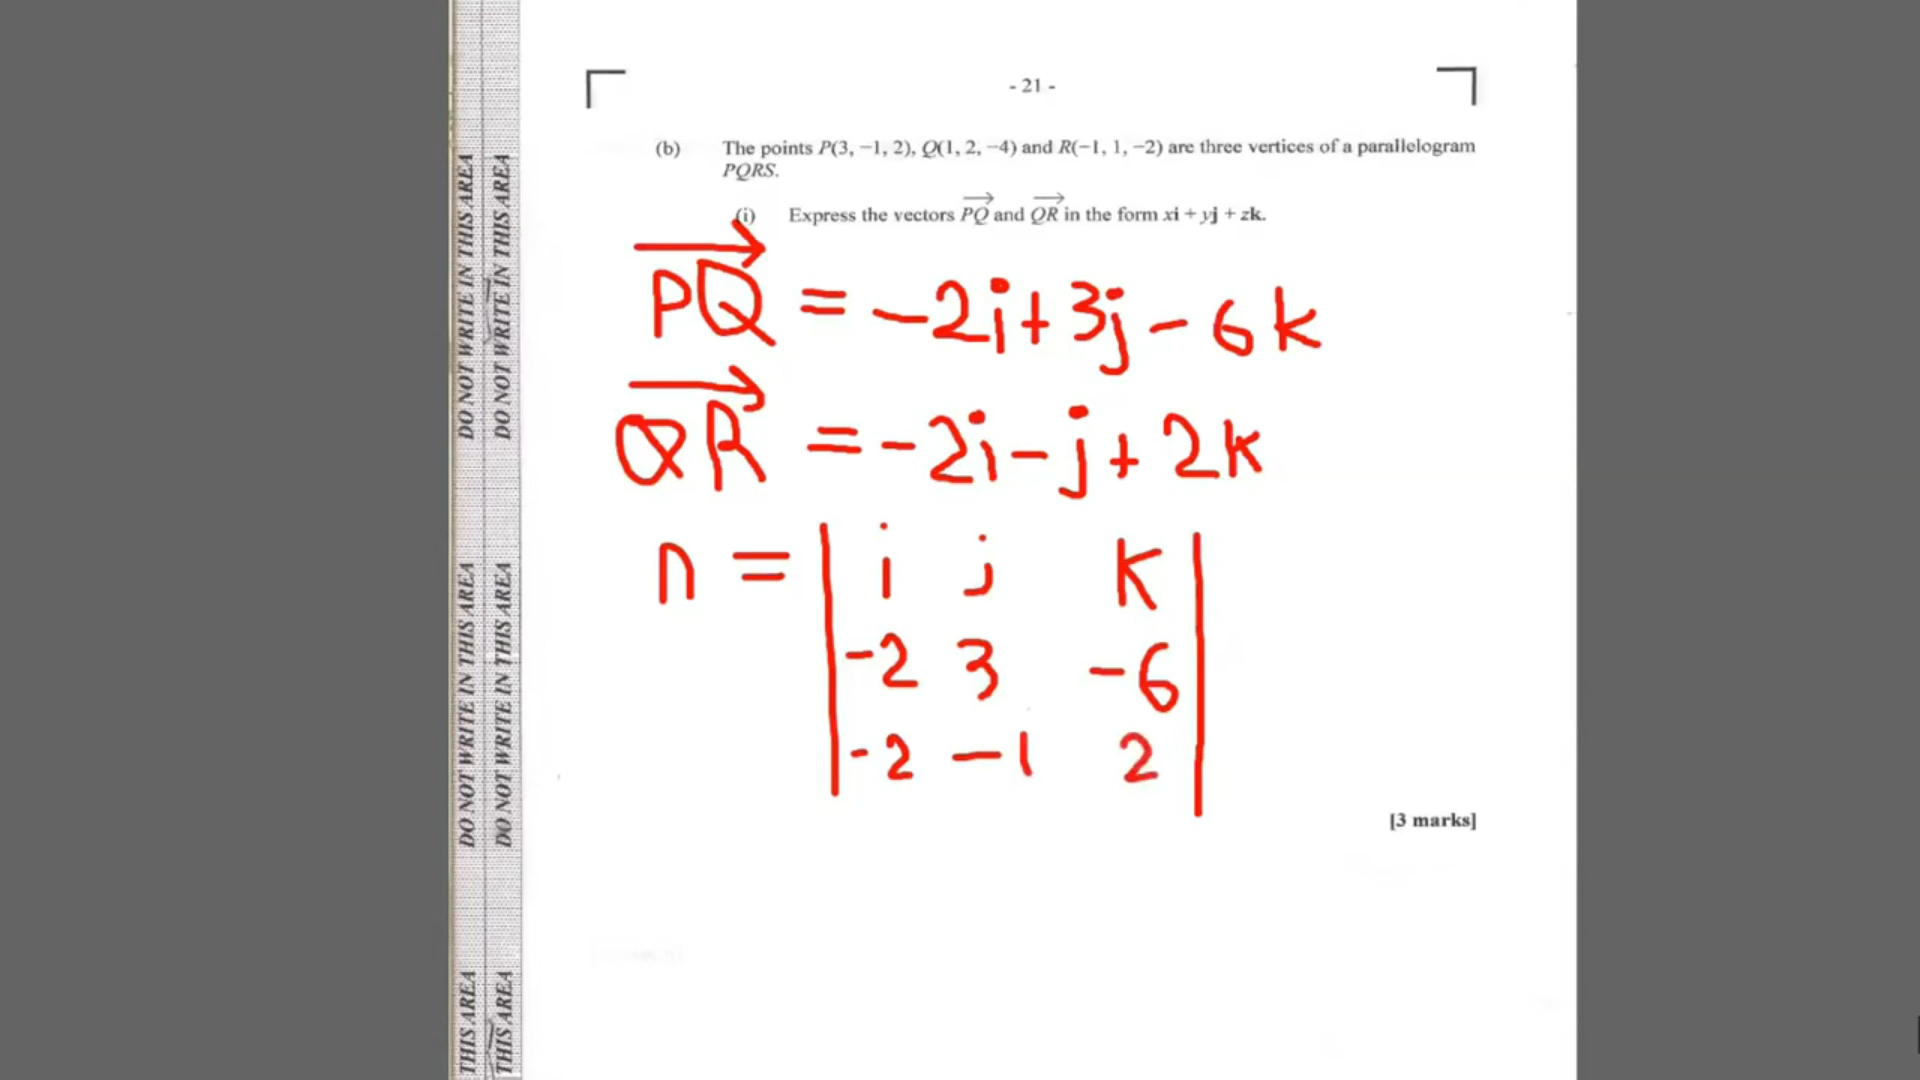 - 21 -
(b) The points P(3, −1, 2), Q(1, 2, −4) and R(−1, 1, −2) are three vertices of a parallelogram
PQRS.
(i) Express the vectors PQ and QR in the form xi + yj + zk.
PQ = -2i + 3j - 6k
QR = -2i - j + 2k
n = | i j k |
-2 3 -6
-2 -1 2
[3 marks]
DO NOT WRITE IN THIS AREA
DO NOT WRITE IN THIS AREA
DO NOT WRITE IN THIS AREA
DO NOT WRITE IN THIS AREA
THIS AREA
THIS AREA